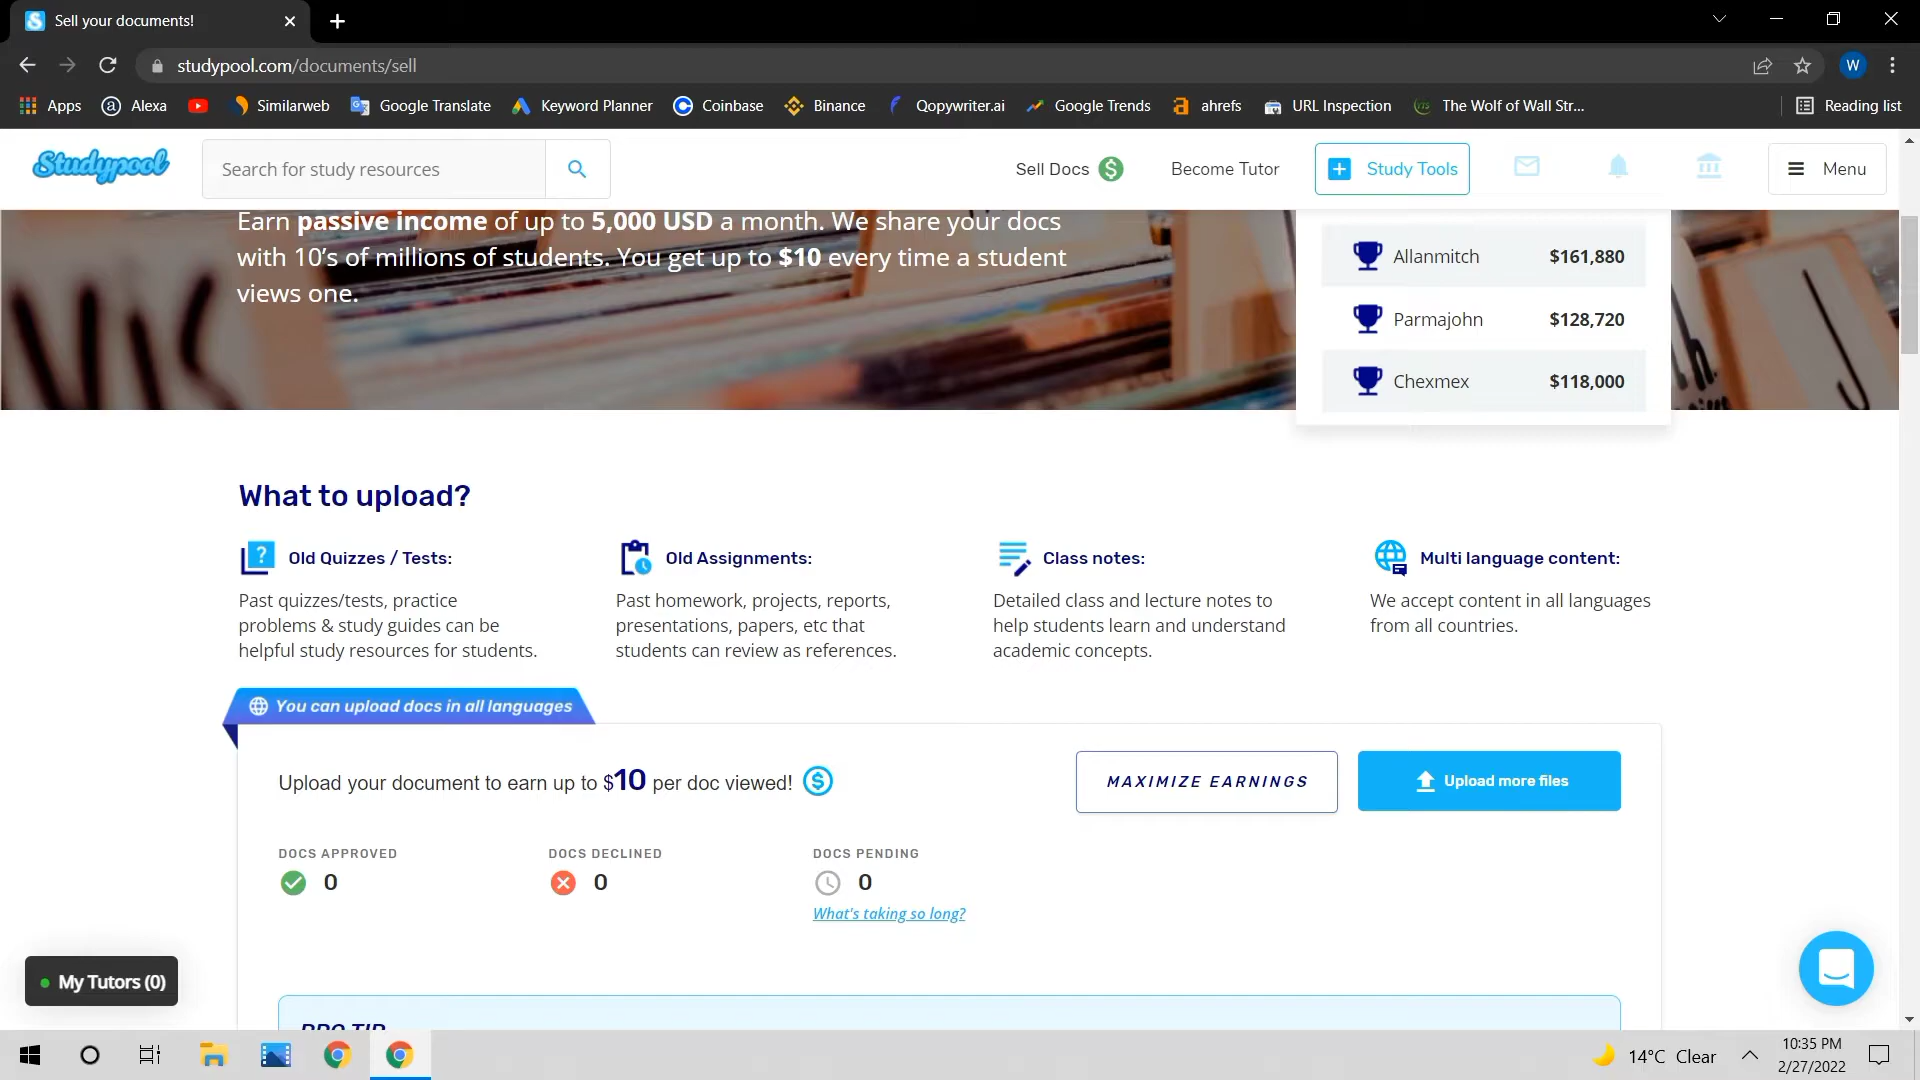 Sell your documents!
studypool.com/documents/sell
W
Apps
Alexa
Similarweb
Google Translate
Keyword Planner
Coinbase
Binance
Qopywriter.ai
Google Trends
ahrefs
URL Inspection
The Wolf of Wall Str...
Reading list
Studypool
Search for study resources
Sell Docs
Become Tutor
Study Tools
Menu
Earn passive income of up to 5,000 USD a month. We share your docs
with 10's of millions of students. You get up to $10 every time a student
views one.
Allanmitch $161,880
Parmajohn $128,720
Chexmex $118,000
What to upload?
Old Quizzes / Tests:
Past quizzes/tests, practice
problems & study guides can be
helpful study resources for students.
Old Assignments:
Past homework, projects, reports,
presentations, papers, etc that
students can review as references.
Class notes:
Detailed class and lecture notes to
help students learn and understand
academic concepts.
Multi language content:
We accept content in all languages
from all countries.
You can upload docs in all languages
Upload your document to earn up to $10 per doc viewed!
MAXIMIZE EARNINGS
Upload more files
DOCS APPROVED
0
DOCS DECLINED
0
DOCS PENDING
0
What's taking so long?
My Tutors (0)
PRO TIP
14°C Clear
10:35 PM
2/27/2022